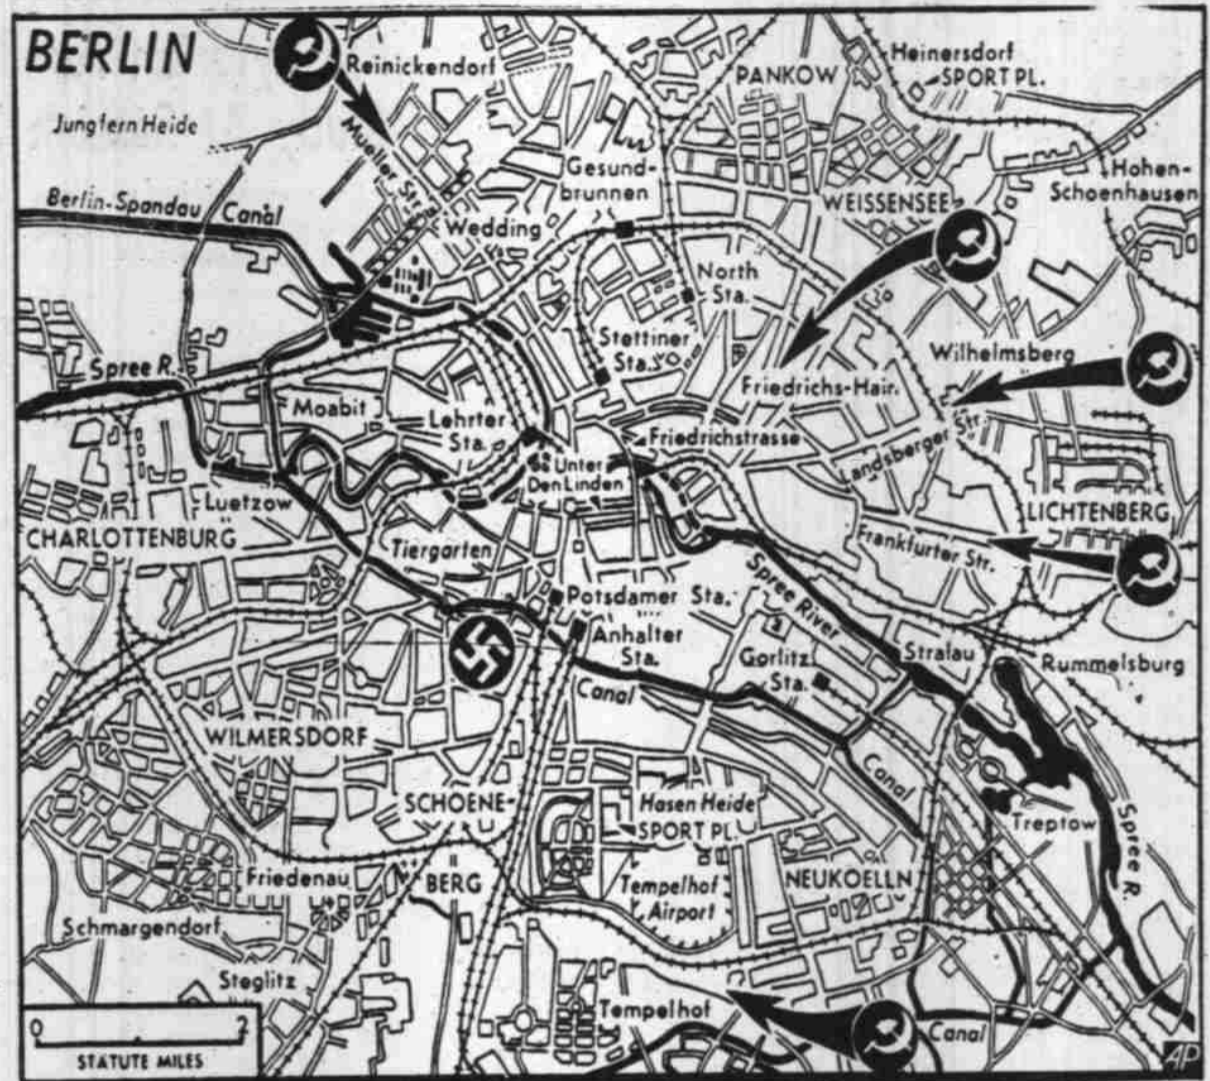 BERLIN
Reinickendorf
Heinersdorf
SPORT PL.
PANKOW
Jungfern Heide
Mueller Str.
Gesund-
brunnen
Hohen-
Schoenhausen
WEISSENSEE
Berlin-Spandau Canal
Wedding
North
Sta.
Stettiner
Sta.
Wilhelmsberg
Spree R.
Friedrichs-Hain
Moabit
Lehrter
Sta.
Friedrichstrasse
Landsberger Str.
Unter
Den Linden
Luetzow
LICHTENBERG
CHARLOTTENBURG
Tiergarten
Frankfurter Str.
Spree River
Potsdamer Sta.
Anhalter
Sta.
Gorlitz
Sta.
Stralau
Rummelsburg
Canal
WILMERSDORF
Canal
SCHOENE-
BERG
Hasen Heide
SPORT PL.
Treptow
Spree R.
Friedenau
Tempelhof
Airport
NEUKOELLN
Schmargendorf
Steglitz
Tempelhof
Canal
0 2
STATUTE MILES
AP